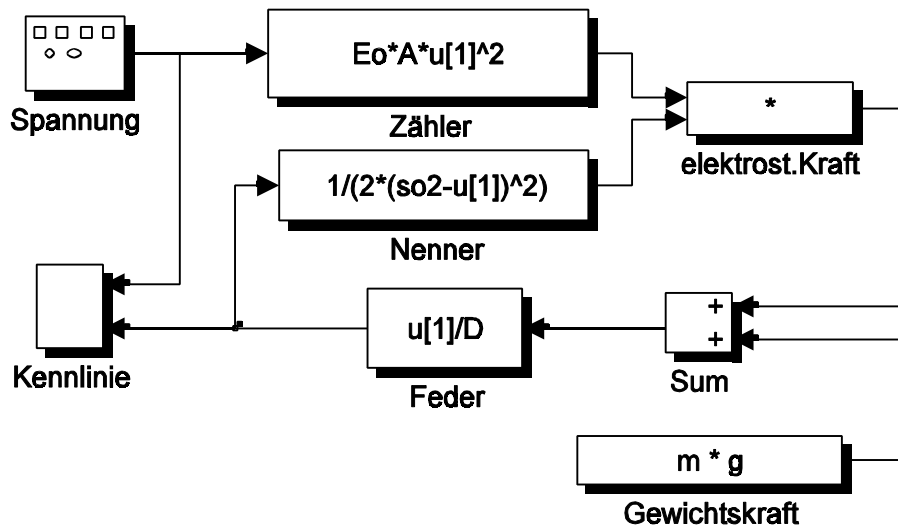 Spannung
Eo*A*u[1]^2
Zähler
*
elektrost.Kraft
1/(2*(so2-u[1])^2)
Nenner
Kennlinie
u[1]/D
Feder
+
+
Sum
m * g
Gewichtskraft